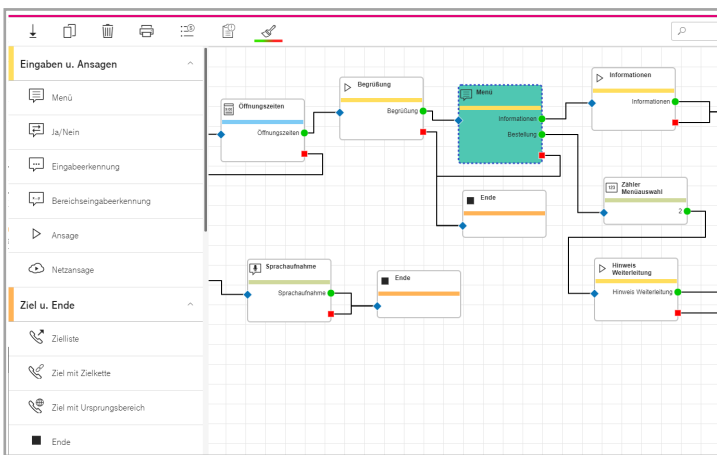 Eingaben u. Ansagen
Menü
Ja/Nein
Eingabeerkennung
Bereichseingabeerkennung
Ansage
Netzansage
Ziel u. Ende
Zielliste
Ziel mit Zielkette
Ziel mit Ursprungsbereich
Ende
Öffnungszeiten
Öffnungszeiten
Begrüßung
Begrüßung
Menü
Informationen
Bestellung
Informationen
Informationen
Ende
Zähler
Menüauswahl
2
Sprachaufnahme
Sprachaufnahme
Ende
Hinweis
Weiterleitung
Hinweis Weiterleitung